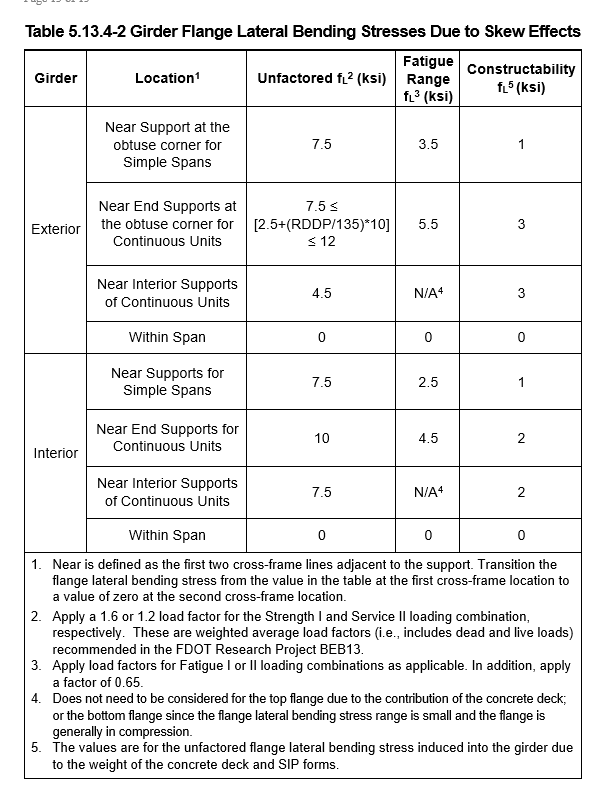 Table 5.13.4-2 Girder Flange Lateral Bending Stresses Due to Skew Effects
Girder Location1 Unfactored fL2 (ksi) Fatigue Range fL3 (ksi) Constructability fL5 (ksi)
Exterior
Near Support at the
obtuse corner for
Simple Spans
7.5
3.5
1
Near End Supports at
the obtuse corner for
Continuous Units
7.5 ≤
[2.5+(RDDP/135)*10]
≤ 12
5.5
3
Near Interior Supports
of Continuous Units
4.5
N/A4
3
Within Span
0
0
0
Interior
Near Supports for
Simple Spans
7.5
2.5
1
Near End Supports for
Continuous Units
10
4.5
2
Near Interior Supports
of Continuous Units
7.5
N/A4
2
Within Span
0
0
0
1. Near is defined as the first two cross-frame lines adjacent to the support. Transition the
flange lateral bending stress from the value in the table at the first cross-frame location to
a value of zero at the second cross-frame location.
2. Apply a 1.6 or 1.2 load factor for the Strength I and Service II loading combination,
respectively. These are weighted average load factors (i.e., includes dead and live loads)
recommended in the FDOT Research Project BEB13.
3. Apply load factors for Fatigue I or II loading combinations as applicable. In addition, apply
a factor of 0.65.
4. Does not need to be considered for the top flange due to the contribution of the concrete deck;
or the bottom flange since the flange lateral bending stress range is small and the flange is
generally in compression.
5. The values are for the unfactored flange lateral bending stress induced into the girder due
to the weight of the concrete deck and SIP forms.